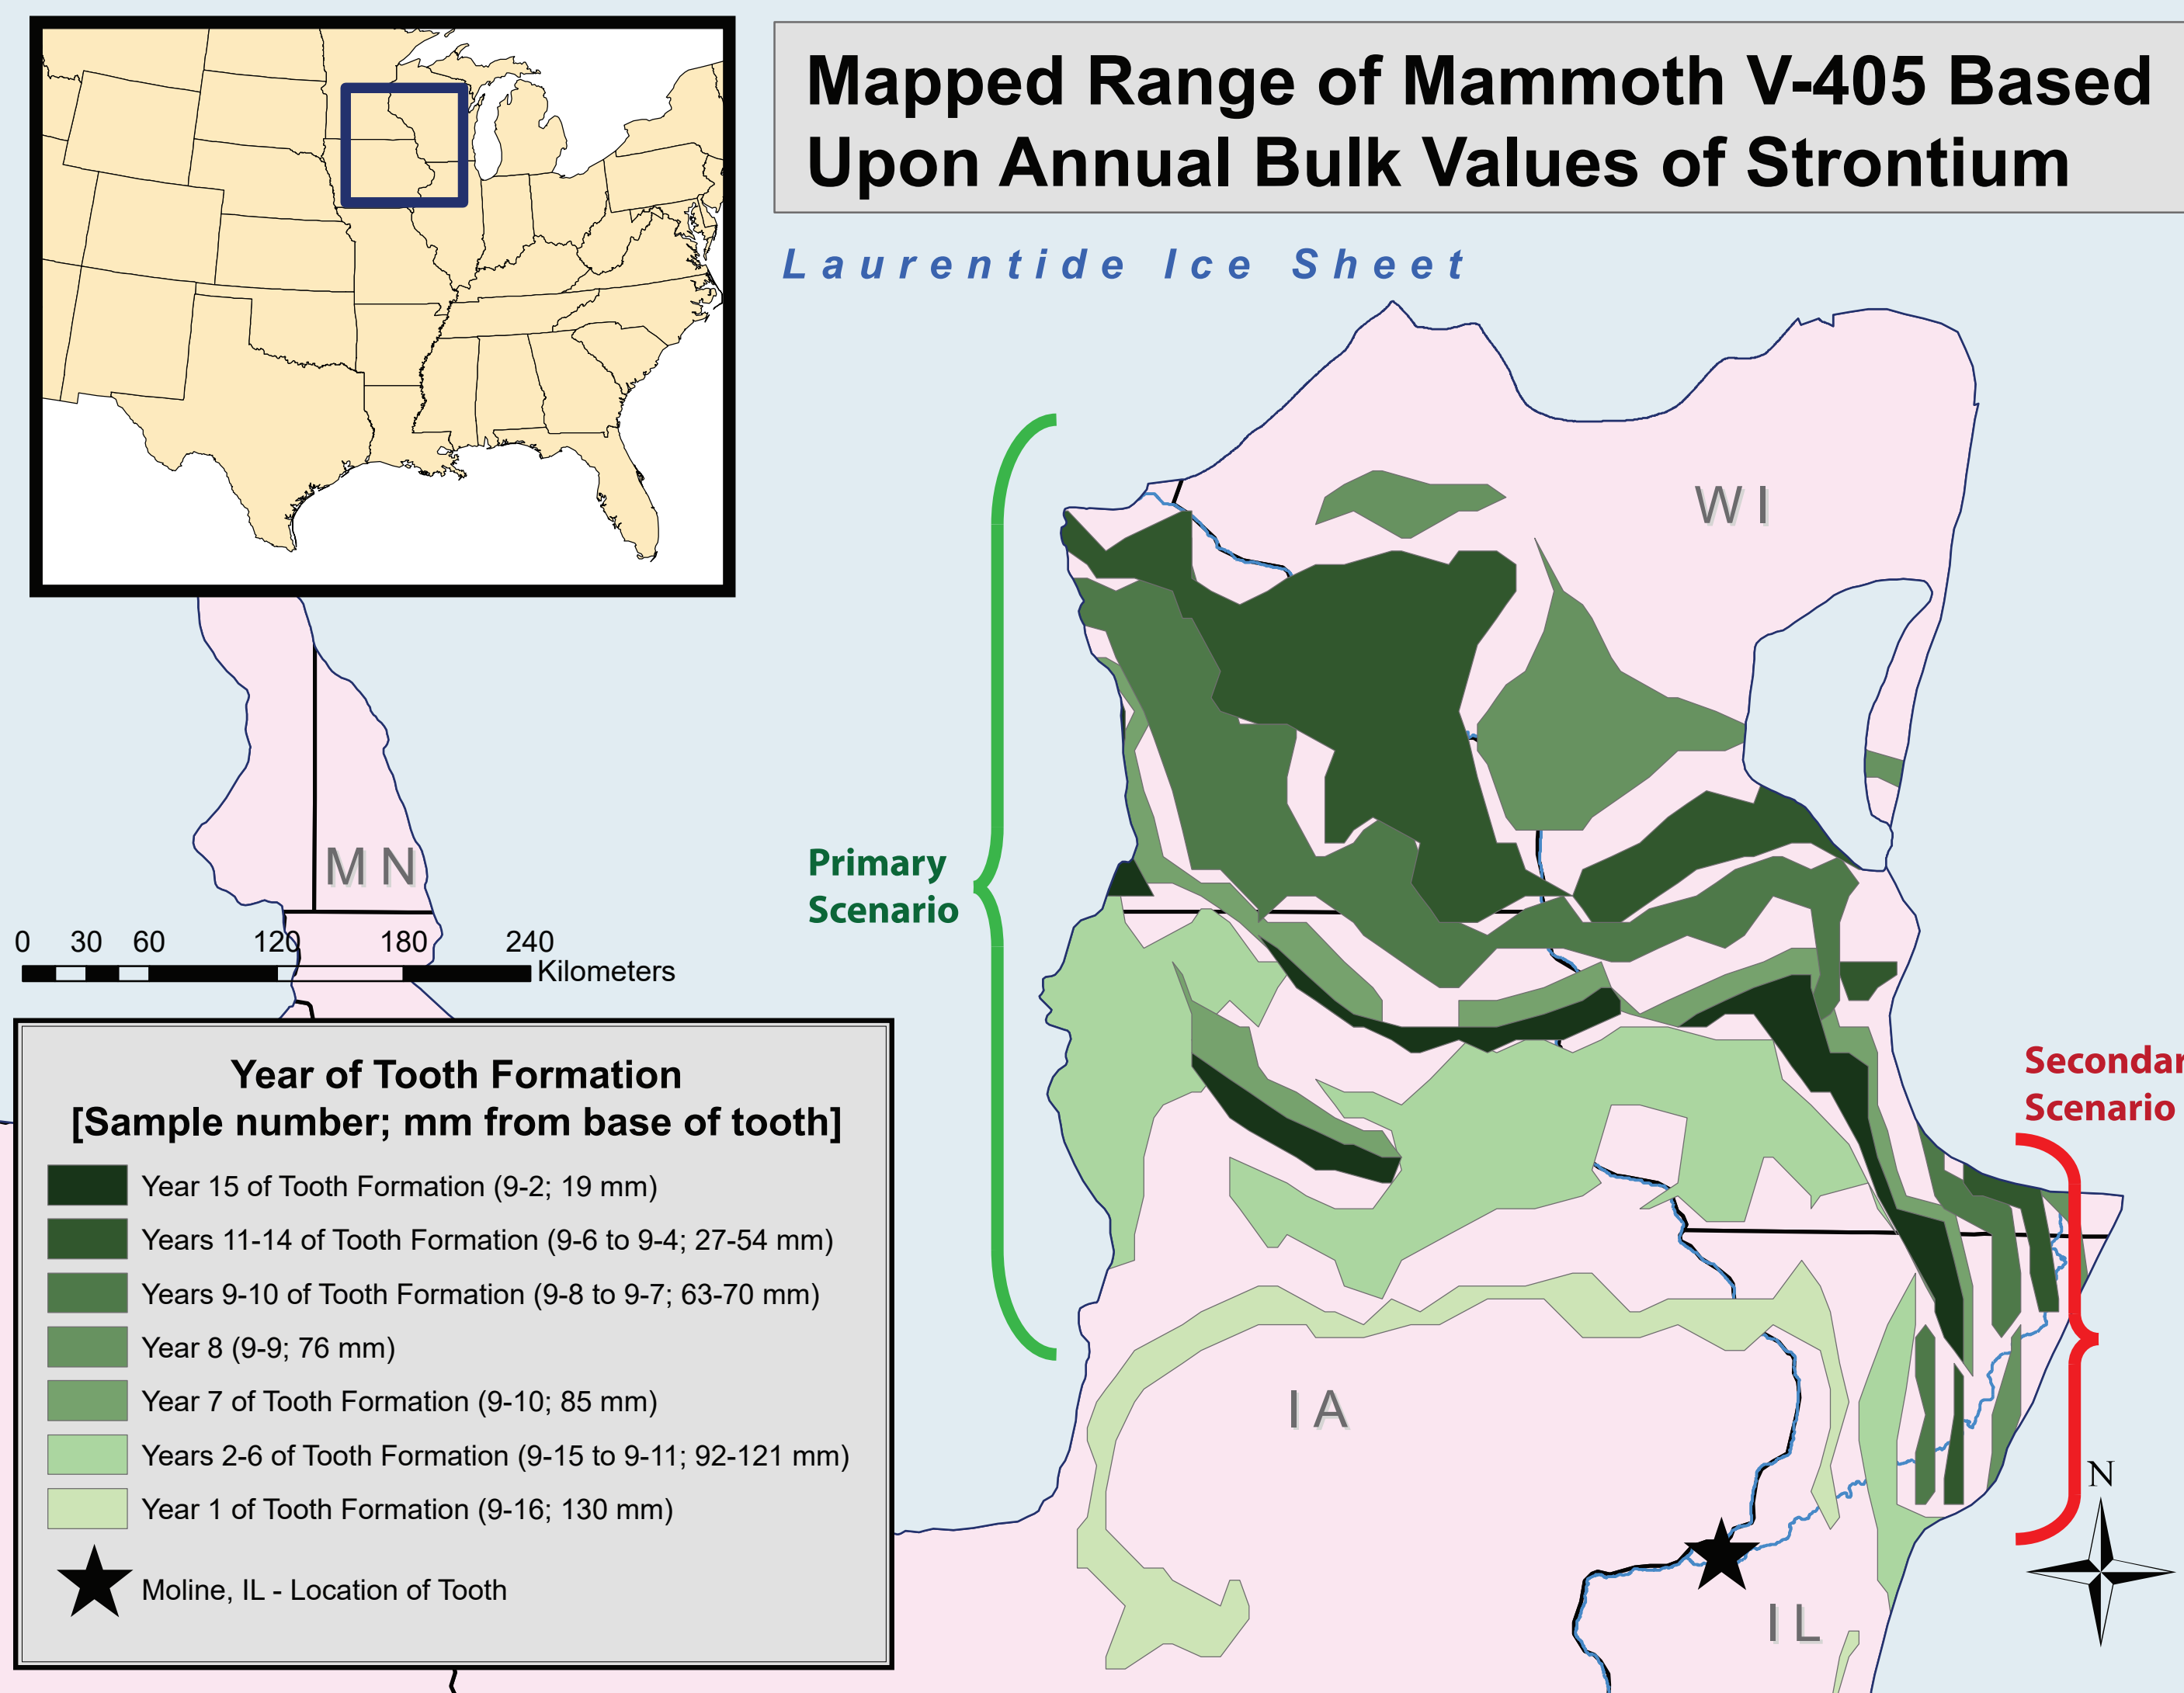 Mapped Range of Mammoth V-405 Based
Upon Annual Bulk Values of Strontium
Laurentide Ice Sheet
WI
MN
Primary
Scenario
0 30 60 120 180 240
Kilometers
Secondar
Scenario
Year of Tooth Formation
[Sample number; mm from base of tooth]
Year 15 of Tooth Formation (9-2; 19 mm)
Years 11-14 of Tooth Formation (9-6 to 9-4; 27-54 mm)
Years 9-10 of Tooth Formation (9-8 to 9-7; 63-70 mm)
Year 8 (9-9; 76 mm)
Year 7 of Tooth Formation (9-10; 85 mm)
Years 2-6 of Tooth Formation (9-15 to 9-11; 92-121 mm)
Year 1 of Tooth Formation (9-16; 130 mm)
Moline, IL - Location of Tooth
IA
N
IL